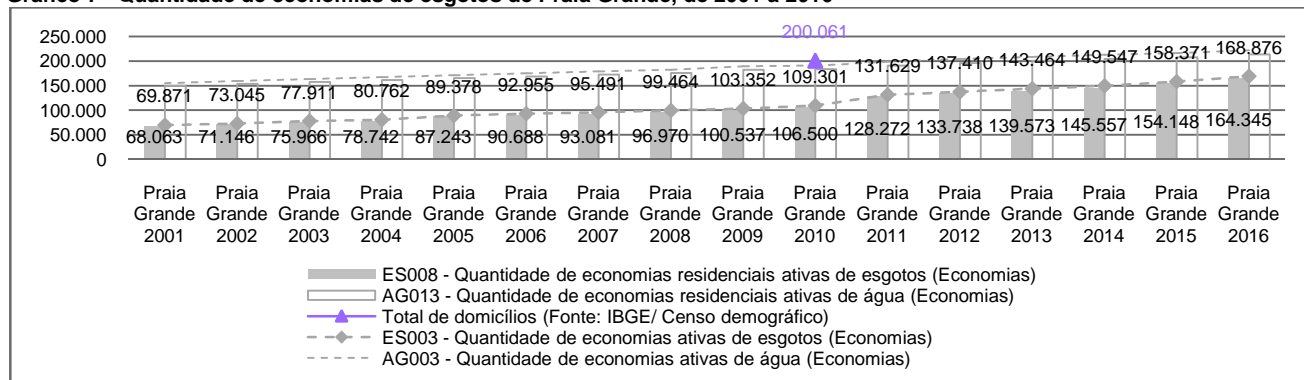 Gráfico 1 – Quantidade de economias de esgotos de Praia Grande, de 2001 a 2016
200.061
250.000
200.000
150.000
100.000
50.000
0
69.871 73.045 77.911 80.762 89.378 92.955 95.491 99.464 103.352 109.301 131.629 137.410 143.464 149.547 158.371 168.876
68.063 71.146 75.966 78.742 87.243 90.688 93.081 96.970 100.537 106.500 128.272 133.738 139.573 145.557 154.148 164.345
Praia Praia Praia Praia Praia Praia Praia Praia Praia Praia Praia Praia Praia Praia Praia Praia
Grande Grande Grande Grande Grande Grande Grande Grande Grande Grande Grande Grande Grande Grande Grande Grande
2001 2002 2003 2004 2005 2006 2007 2008 2009 2010 2011 2012 2013 2014 2015 2016
ES008 - Quantidade de economias residenciais ativas de esgotos (Economias)
AG013 - Quantidade de economias residenciais ativas de água (Economias)
Total de domicílios (Fonte: IBGE/ Censo demográfico)
ES003 - Quantidade de economias ativas de esgotos (Economias)
AG003 - Quantidade de economias ativas de água (Economias)